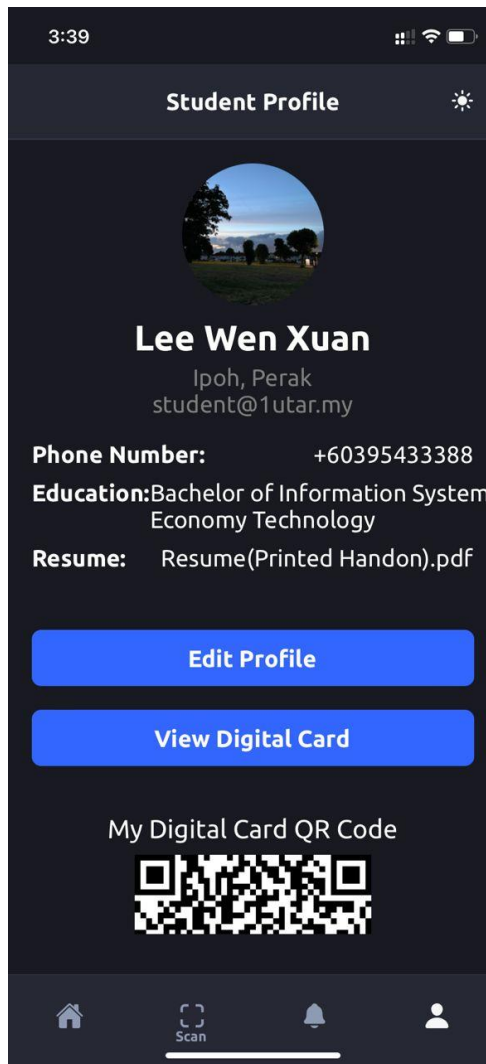 3:39
Student Profile
Lee Wen Xuan
Ipoh, Perak
student@1utar.my
Phone Number: +60395433388
Education: Bachelor of Information System
Economy Technology
Resume: Resume(Printed Handon).pdf
Edit Profile
View Digital Card
My Digital Card QR Code
Scan